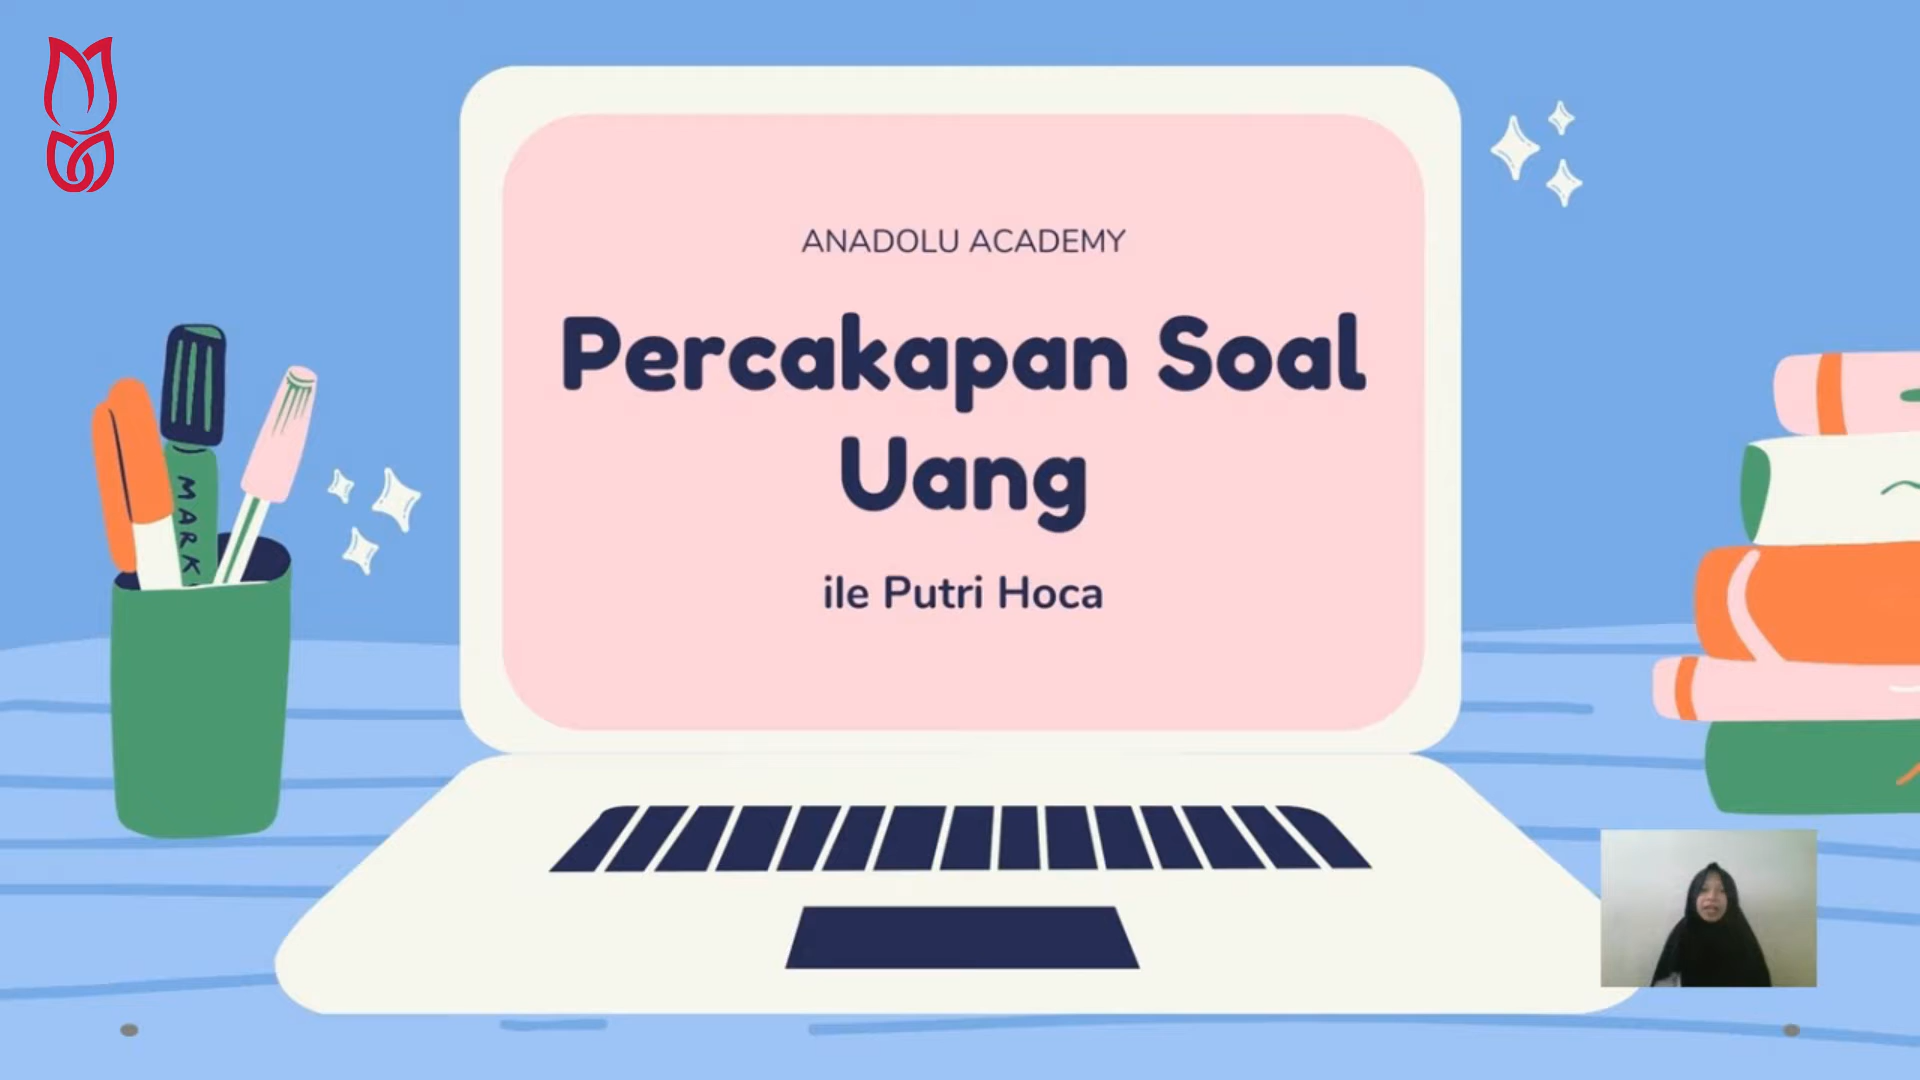 ANADOLU ACADEMY
Percakapan Soal
Uang
ile Putri Hoca
MARK